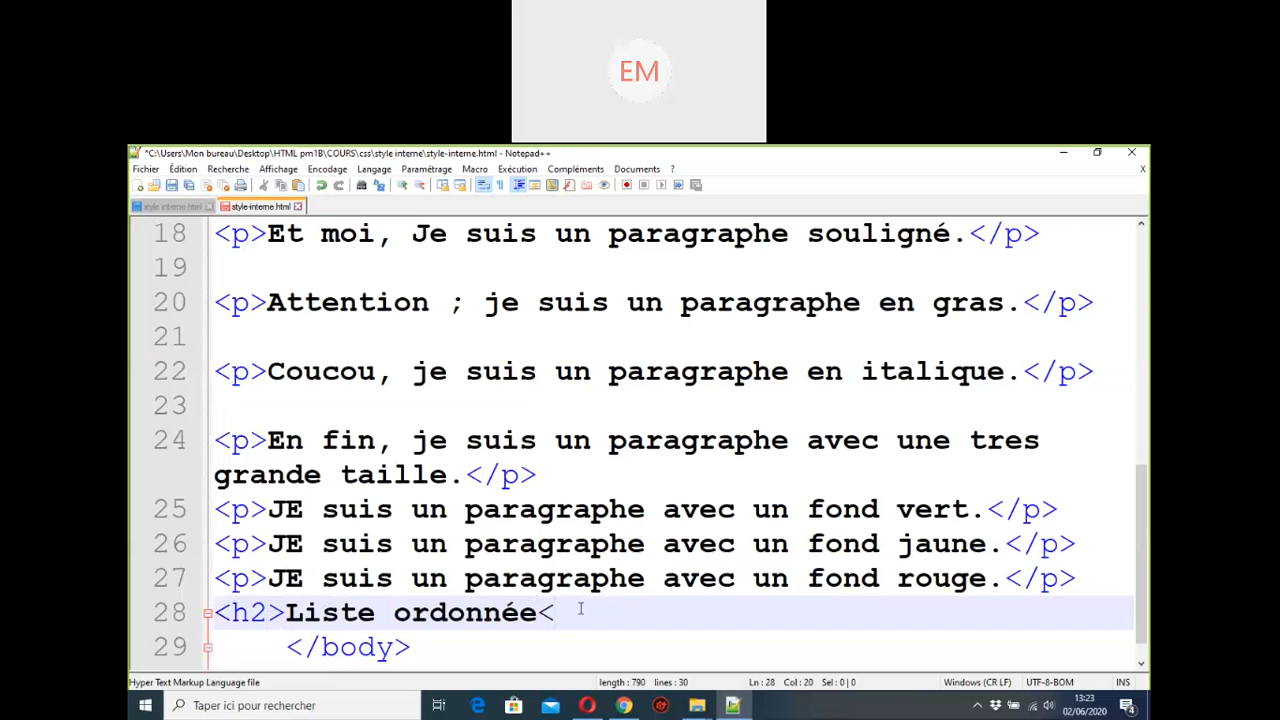 EM
*C:\Users\Mon bureau\Desktop\HTML pm1B\COURS\css\style interne\style-interne.html - Notepad++
Fichier Édition Recherche Affichage Encodage Langage Paramétrage Macro Exécution Compléments Documents ? X
style interne.html style-interne.html
18 <p>Et moi, Je suis un paragraphe souligné.</p>
19
20 <p>Attention ; je suis un paragraphe en gras.</p>
21
22 <p>Coucou, je suis un paragraphe en italique.</p>
23
24 <p>En fin, je suis un paragraphe avec une tres
grande taille.</p>
25 <p>JE suis un paragraphe avec un fond vert.</p>
26 <p>JE suis un paragraphe avec un fond jaune.</p>
27 <p>JE suis un paragraphe avec un fond rouge.</p>
28 <h2>Liste ordonnée<
29 </body>
Hyper Text Markup Language file length : 790 lines : 30 Ln : 28 Col : 20 Sel : 0 | 0 Windows (CR LF) UTF-8-BOM INS
Taper ici pour rechercher
13:23
02/06/2020
4